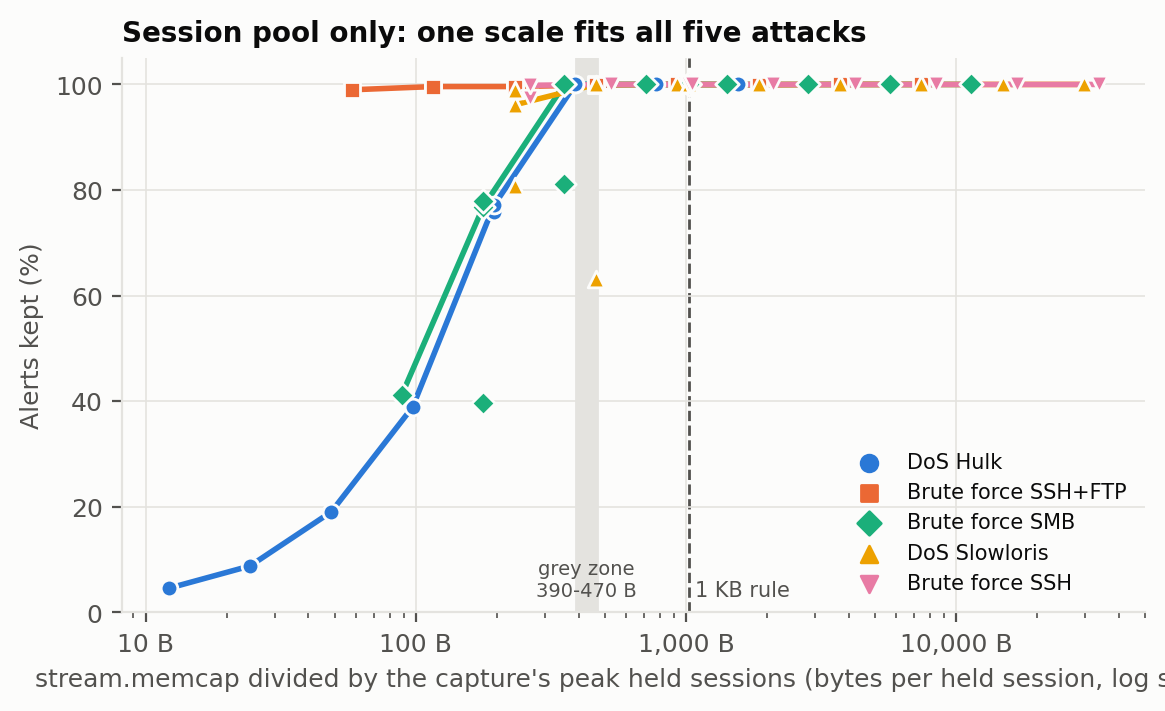 Session pool only: one scale fits all five attacks
Alerts kept (%)
100
80
60
40
20
0
grey zone
390-470 B
1 KB rule
DoS Hulk
Brute force SSH+FTP
Brute force SMB
DoS Slowloris
Brute force SSH
10 B
100 B
1,000 B
10,000 B
stream.memcap divided by the capture's peak held sessions (bytes per held session, log s